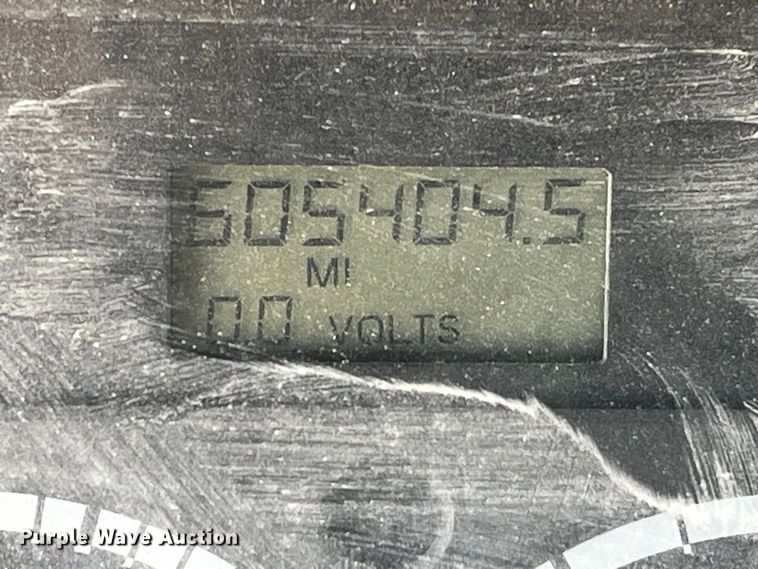 605404.5
MI
0.0 VOLTS
Purple Wave Auction